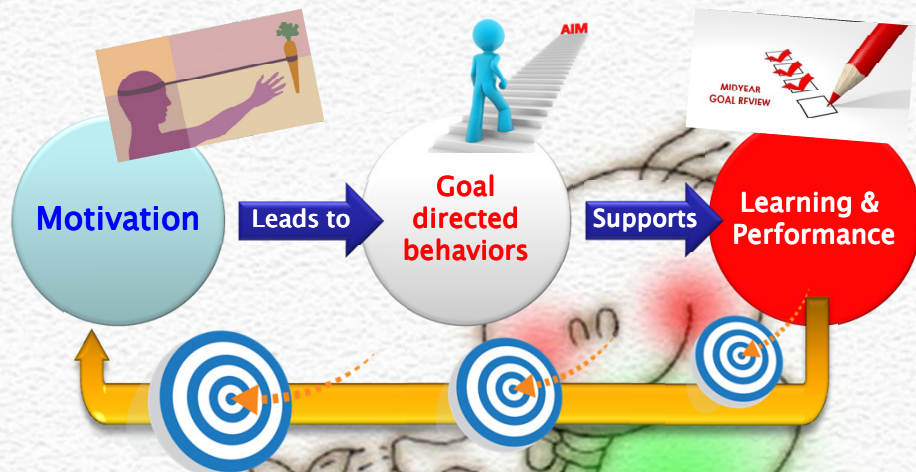 AIM
MIDYEAR
GOAL REVIEW
Motivation
Leads to
Goal
directed
behaviors
Supports
Learning &
Performance